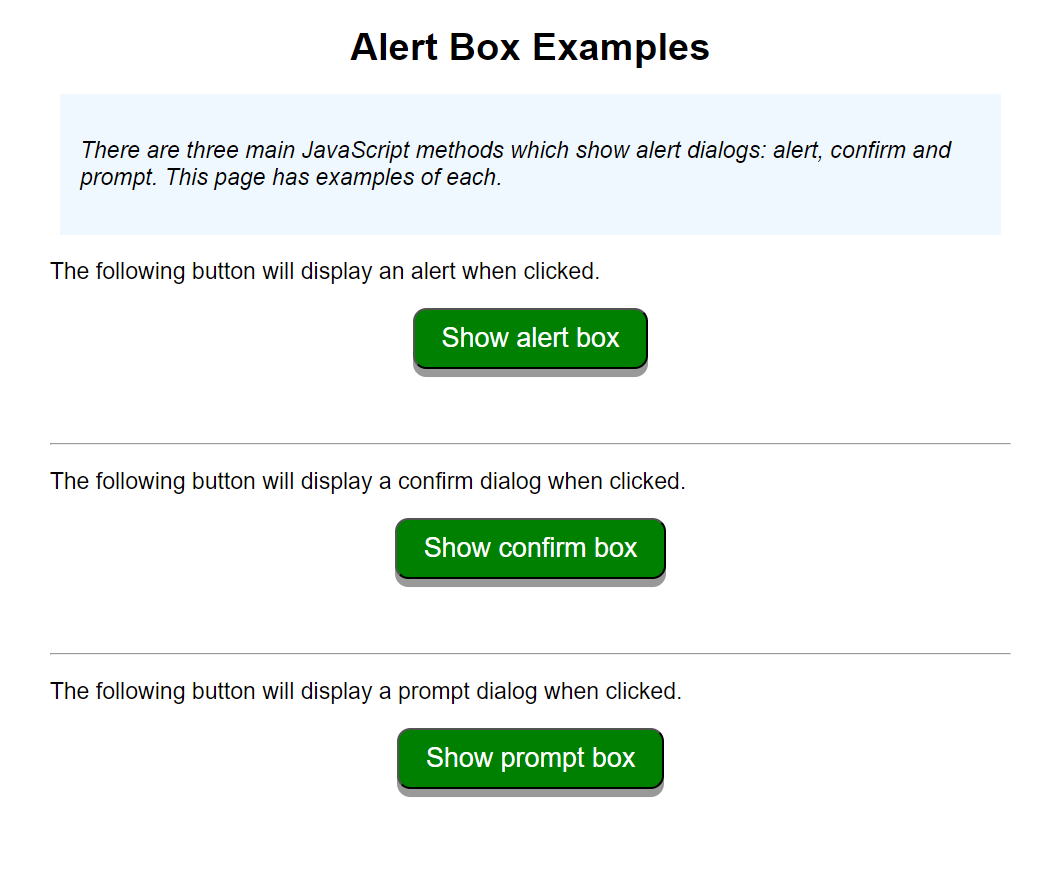 Alert Box Examples
There are three main JavaScript methods which show alert dialogs: alert, confirm and
prompt. This page has examples of each.
The following button will display an alert when clicked.
Show alert box
The following button will display a confirm dialog when clicked.
Show confirm box
The following button will display a prompt dialog when clicked.
Show prompt box